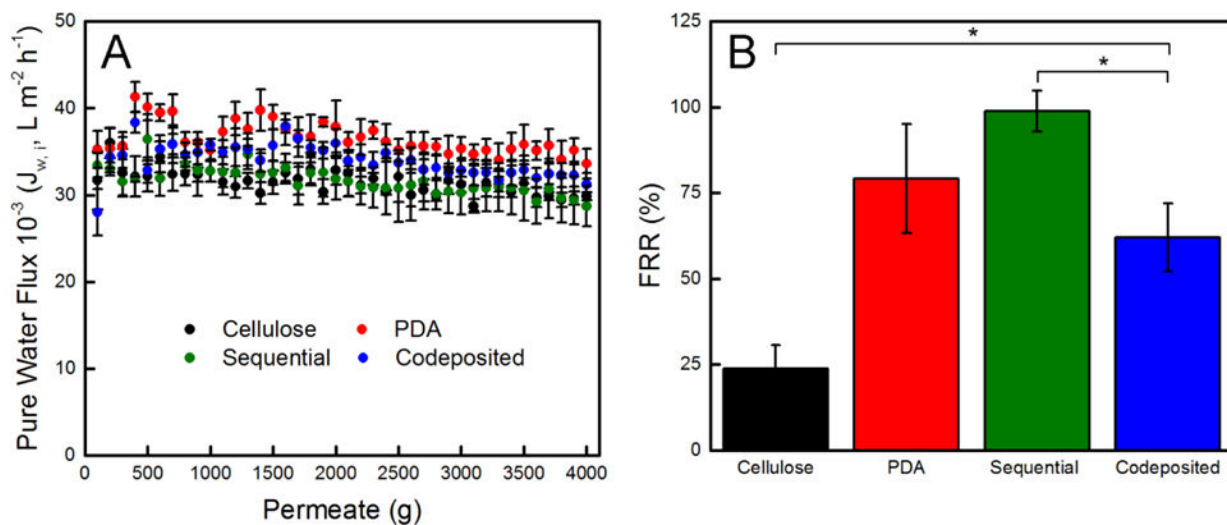 A
Pure Water Flux 10⁻³ (J_w, i, L m⁻² h⁻¹)
50
40
30
20
10
0
Cellulose
PDA
Sequential
Codeposited
0 500 1000 1500 2000 2500 3000 3500 4000
Permeate (g)
B
FRR (%)
125
100
75
50
25
0
*
*
Cellulose PDA Sequential Codeposited